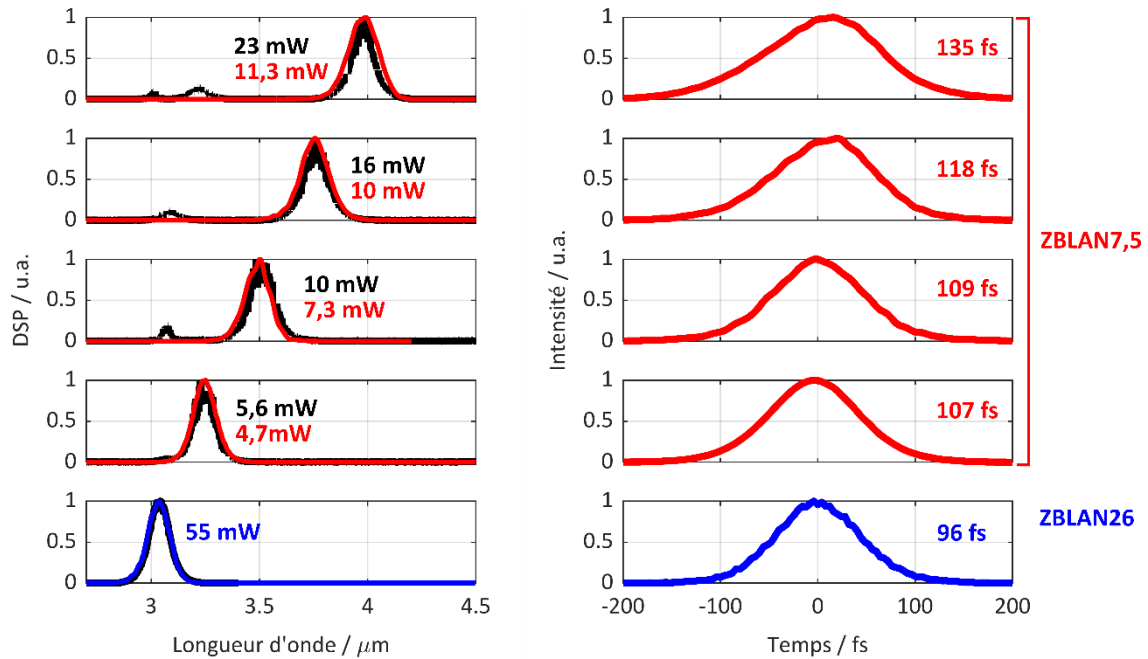 1
0.5
0
23 mW
11,3 mW
135 fs
1
0.5
0
16 mW
10 mW
118 fs
1
0.5
0
10 mW
7,3 mW
109 fs
1
0.5
0
5,6 mW
4,7mW
107 fs
1
0.5
0
55 mW
96 fs
3
3.5
4
4.5
Longueur d'onde / μm
DSP / u.a.
1
0.5
0
1
0.5
0
1
0.5
0
1
0.5
0
1
0.5
0
-200
-100
0
100
200
Temps / fs
Intensité / u.a.
ZBLAN7,5
ZBLAN26